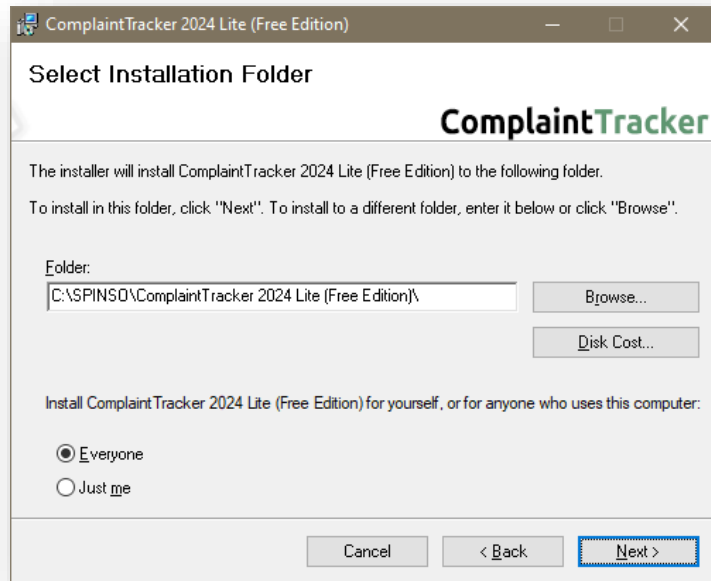 ComplaintTracker 2024 Lite (Free Edition)
Select Installation Folder
ComplaintTracker
The installer will install ComplaintTracker 2024 Lite (Free Edition) to the following folder.
To install in this folder, click "Next". To install to a different folder, enter it below or click "Browse".
Folder:
C:\SPINSO\ComplaintTracker 2024 Lite (Free Edition)\
Browse...
Disk Cost...
Install ComplaintTracker 2024 Lite (Free Edition) for yourself, or for anyone who uses this computer:
Everyone
Just me
Cancel
< Back
Next >